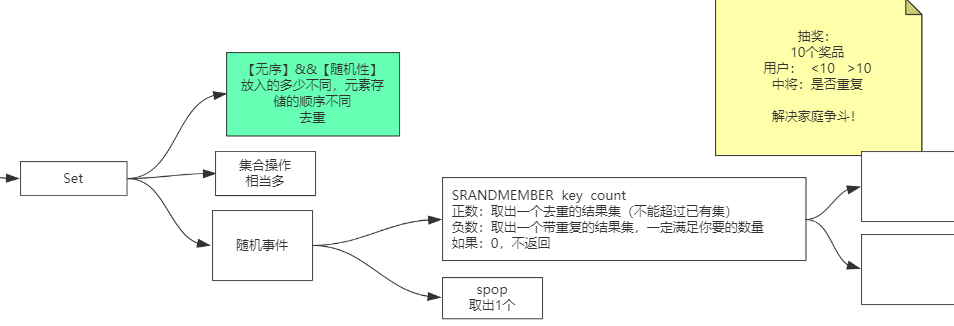 Set
【无序】&&【随机性】
放入的多少不同，元素存
储的顺序不同
去重
集合操作
相当多
随机事件
SRANDMEMBER key count
正数：取出一个去重的结果集（不能超过已有集）
负数：取出一个带重复的结果集，一定满足你要的数量
如果：0，不返回
spop
取出1个
抽奖：
10个奖品
用户： <10 >10
中将：是否重复
解决家庭争斗！